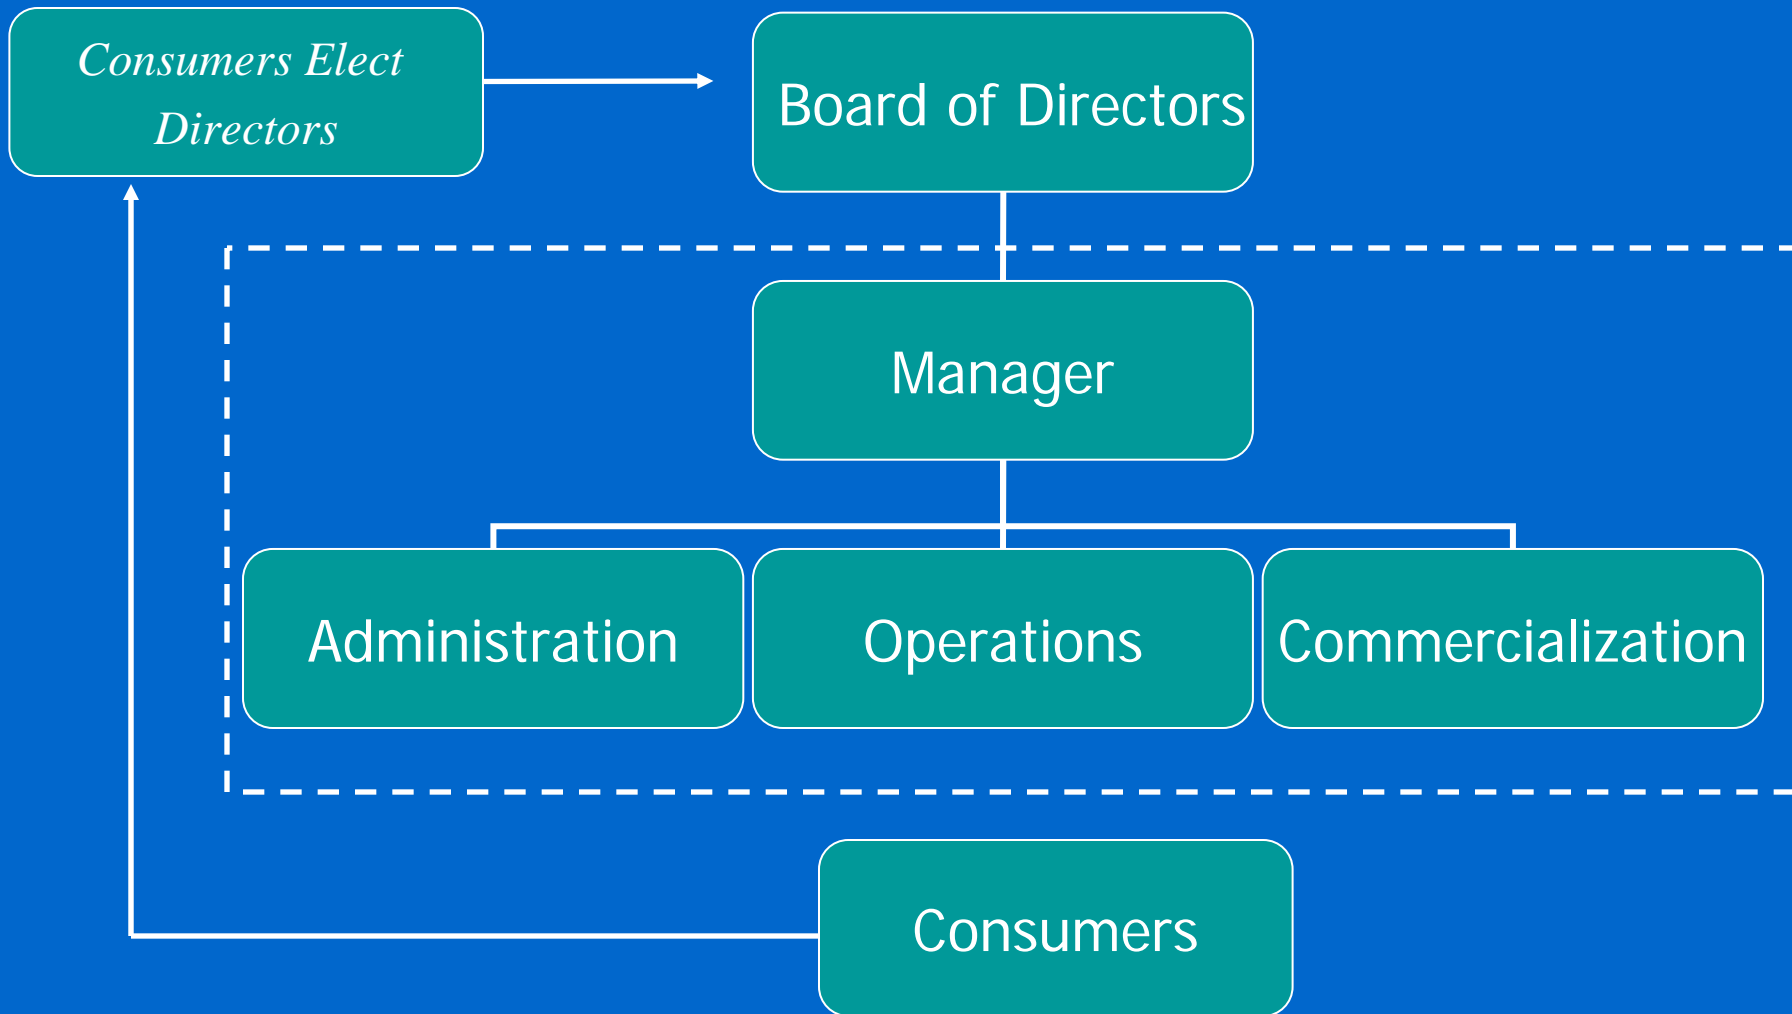 Consumers Elect
Directors
Board of Directors
Manager
Administration
Operations
Commercialization
Consumers